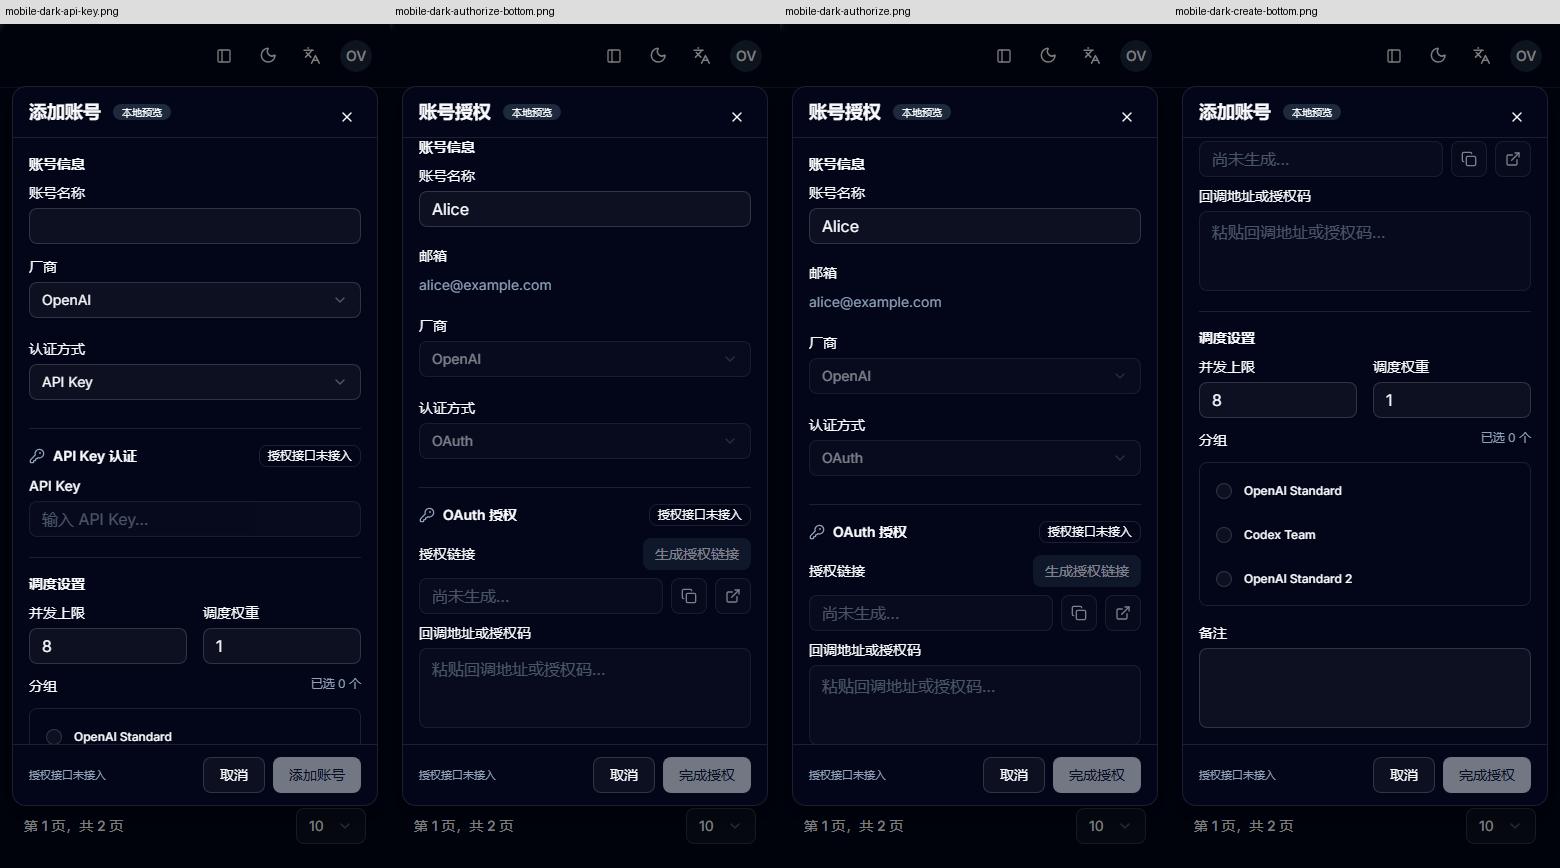 mobile-dark-api-key.png
OV
添加账号 本地预览
账号信息
账号名称
厂商
OpenAI
认证方式
API Key
API Key 认证 授权接口未接入
API Key
输入 API Key...
调度设置
并发上限 调度权重
8 1
分组 已选 0 个
OpenAI Standard
授权接口未接入 取消 添加账号
第 1 页，共 2 页 10
mobile-dark-authorize-bottom.png
OV
账号授权 本地预览
账号信息
账号名称
Alice
邮箱
alice@example.com
厂商
OpenAI
认证方式
OAuth
OAuth 授权 授权接口未接入
授权链接 生成授权链接
尚未生成...
回调地址或授权码
粘贴回调地址或授权码...
授权接口未接入 取消 完成授权
第 1 页，共 2 页 10
mobile-dark-authorize.png
OV
账号授权 本地预览
账号信息
账号名称
Alice
邮箱
alice@example.com
厂商
OpenAI
认证方式
OAuth
OAuth 授权 授权接口未接入
授权链接 生成授权链接
尚未生成...
回调地址或授权码
粘贴回调地址或授权码...
授权接口未接入 取消 完成授权
第 1 页，共 2 页 10
mobile-dark-create-bottom.png
OV
添加账号 本地预览
尚未生成...
回调地址或授权码
粘贴回调地址或授权码...
调度设置
并发上限 调度权重
8 1
分组 已选 0 个
OpenAI Standard
Codex Team
OpenAI Standard 2
备注
授权接口未接入 取消 完成授权
第 1 页，共 2 页 10